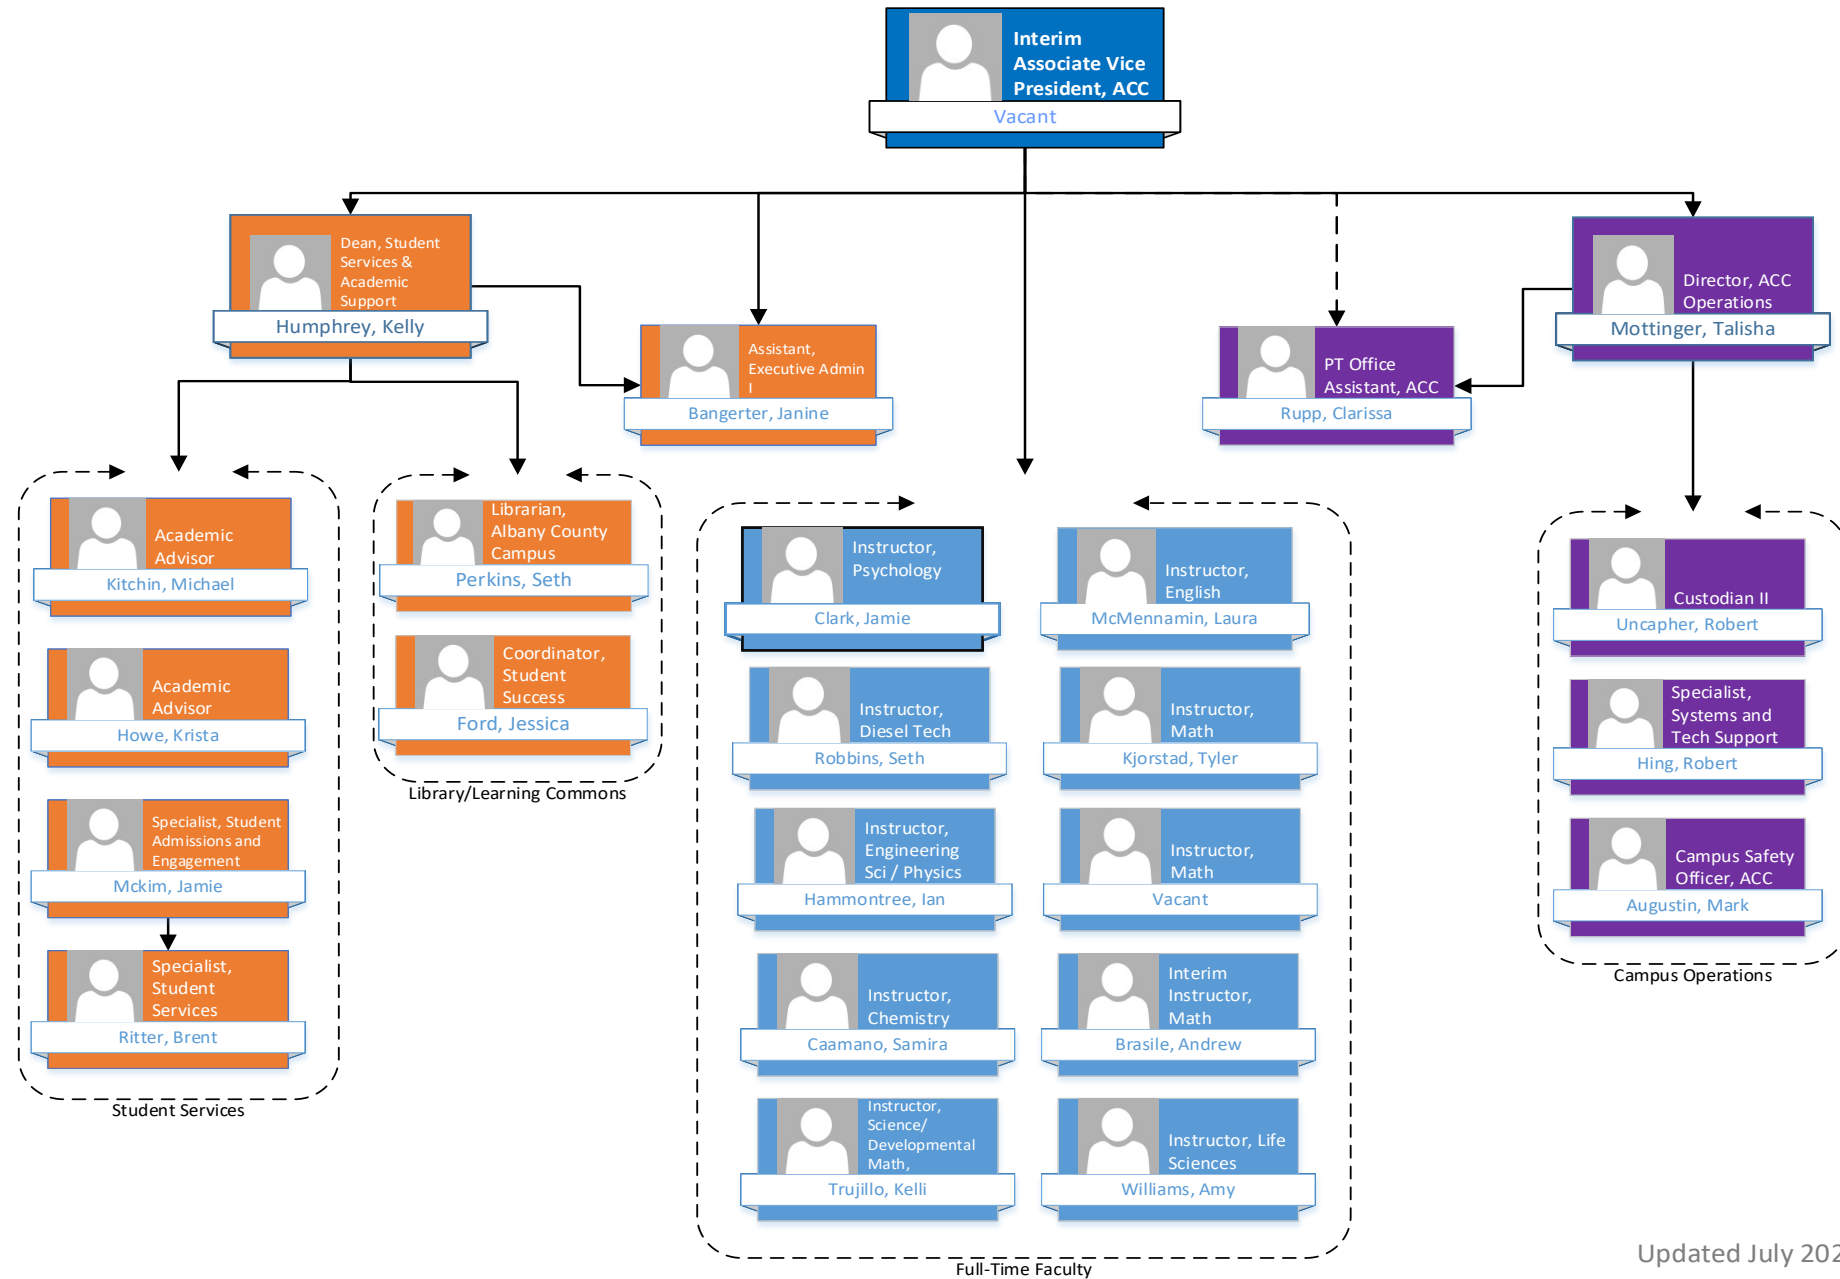 Interim
Associate Vice
President, ACC
Vacant
Dean, Student
Services &
Academic
Support
Humphrey, Kelly
Assistant,
Executive Admin
I
Bangerter, Janine
PT Office
Assistant, ACC
Rupp, Clarissa
Director, ACC
Operations
Mottinger, Talisha
Academic
Advisor
Kitchin, Michael
Academic
Advisor
Howe, Krista
Specialist, Student
Admissions and
Engagement
Mckim, Jamie
Specialist,
Student
Services
Ritter, Brent
Student Services
Librarian,
Albany County
Campus
Perkins, Seth
Coordinator,
Student
Success
Ford, Jessica
Library/Learning Commons
Instructor,
Psychology
Clark, Jamie
Instructor,
English
McMennamin, Laura
Instructor,
Diesel Tech
Robbins, Seth
Instructor,
Math
Kjorstad, Tyler
Instructor,
Engineering
Sci / Physics
Hammontree, Ian
Instructor,
Math
Vacant
Instructor,
Chemistry
Caamano, Samira
Interim
Instructor,
Math
Brasile, Andrew
Instructor,
Science/
Developmental
Math,
Trujillo, Kelli
Instructor, Life
Sciences
Williams, Amy
Full-Time Faculty
Custodian II
Uncapher, Robert
Specialist,
Systems and
Tech Support
Hing, Robert
Campus Safety
Officer, ACC
Augustin, Mark
Campus Operations
Updated July 202